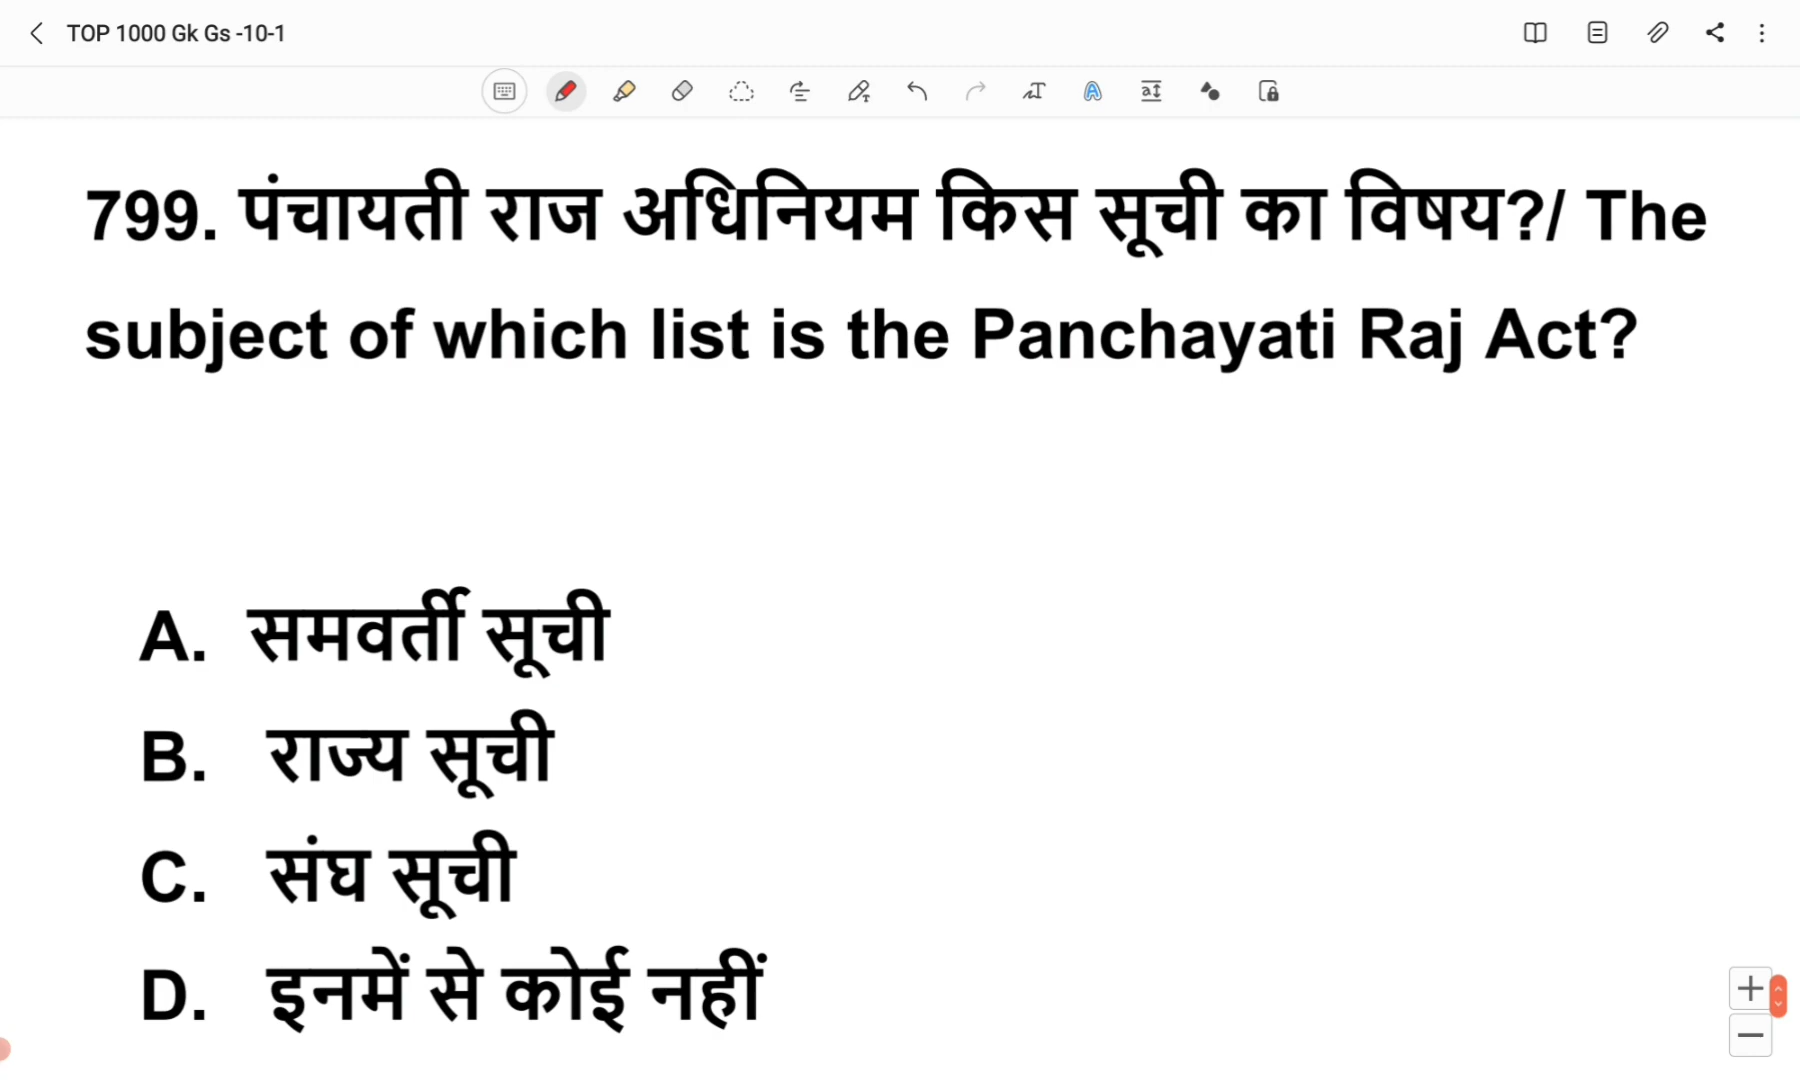 TOP 1000 Gk Gs -10-1
799. पंचायती राज अधिनियम किस सूची का विषय?/ The
subject of which list is the Panchayati Raj Act?
A. समवर्ती सूची
B. राज्य सूची
C. संघ सूची
D. इनमें से कोई नहीं